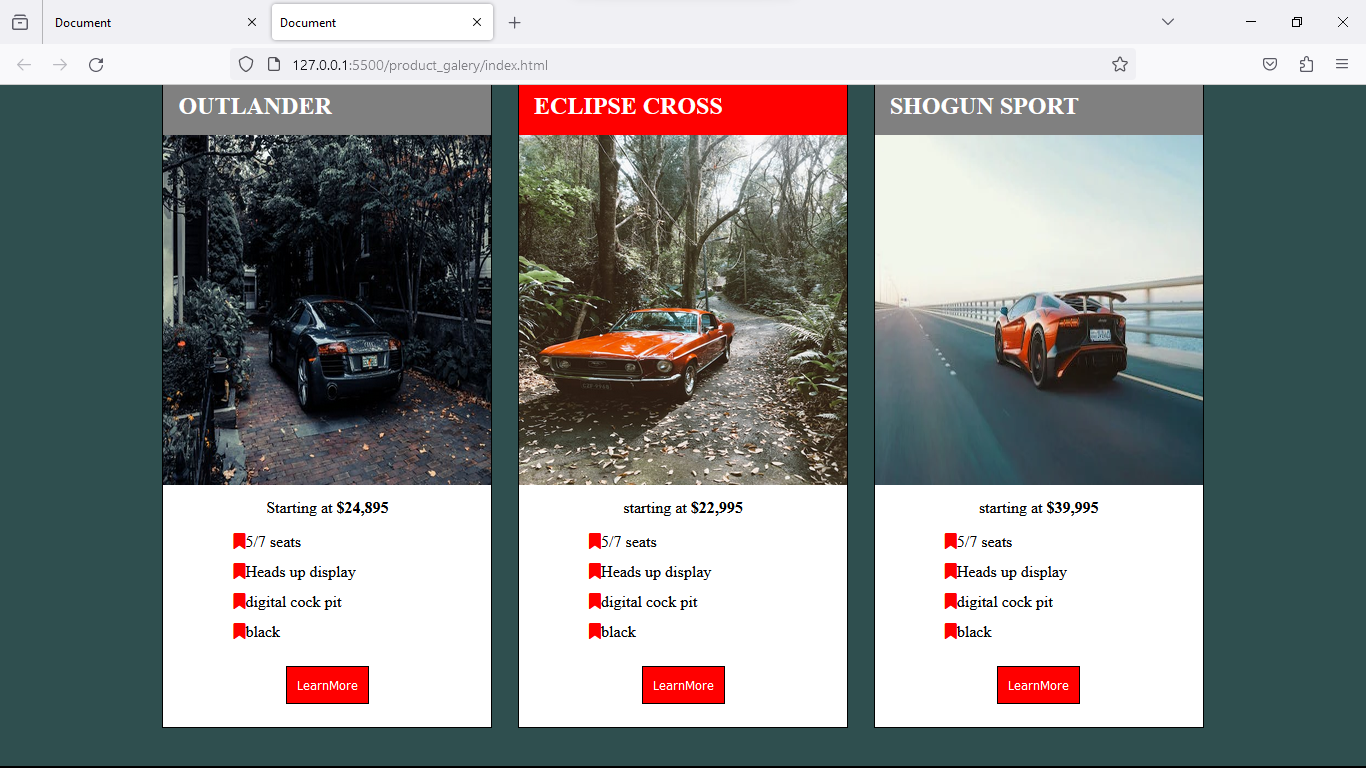 Document
Document
127.0.0.1:5500/product_galery/index.html
OUTLANDER
ECLIPSE CROSS
SHOGUN SPORT
Starting at $24,895
5/7 seats
Heads up display
digital cock pit
black
LearnMore
starting at $22,995
5/7 seats
Heads up display
digital cock pit
black
LearnMore
starting at $39,995
5/7 seats
Heads up display
digital cock pit
black
LearnMore